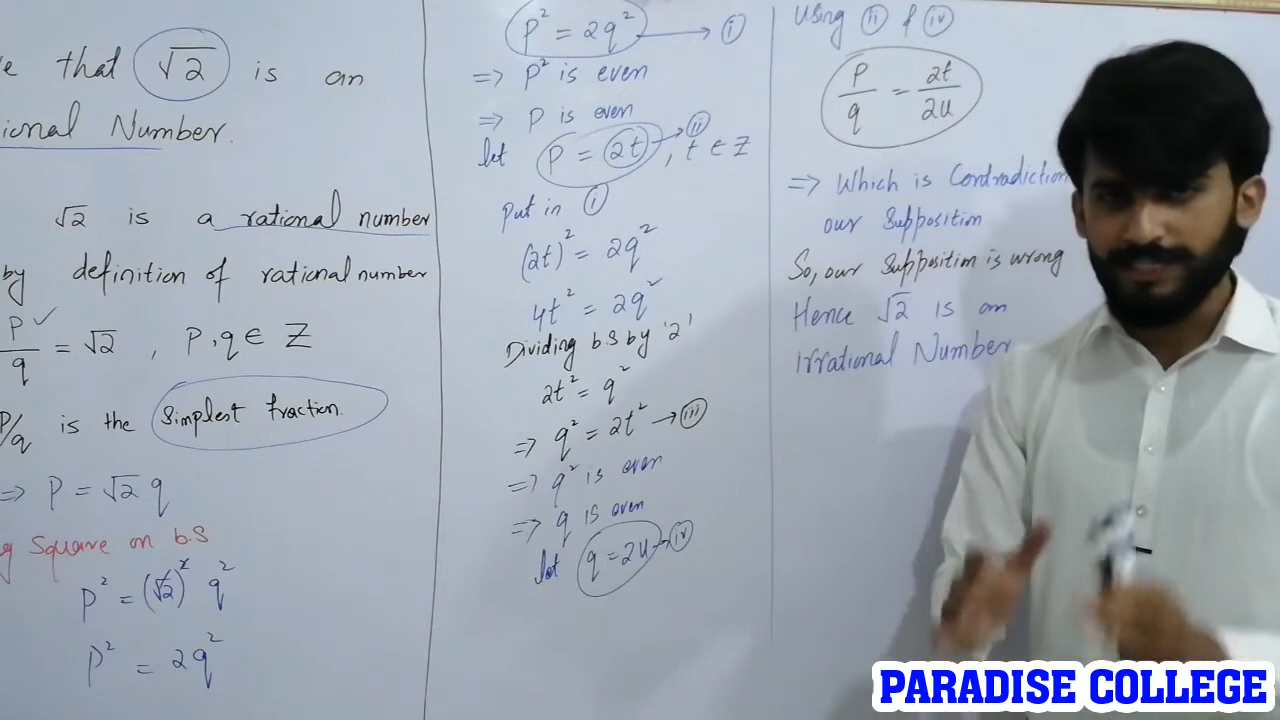 that √2 is an
ional Number.
√2 is a rational number
by definition of rational number
P/q = √2 , P,q ∈ Z
P/q is the Simplest fraction.
=> P = √2 q
g Square on b.s
P² = (√2)² q²
P² = 2q²
P² = 2q² → (i)
=> P² is even
=> P is even
let P = 2t → (ii) , t ∈ Z
Put in (i)
(2t)² = 2q²
4t² = 2q²
Dividing b.s by '2'
2t² = q²
=> q² = 2t² → (iii)
=> q² is even
=> q is even
let q = 2u → (iv)
Using (ii) & (iv)
P/q = 2t/2u
=> Which is Contradiction
our Supposition
So, our Supposition is wrong
Hence √2 is an
irrational Number
PARADISE COLLEGE